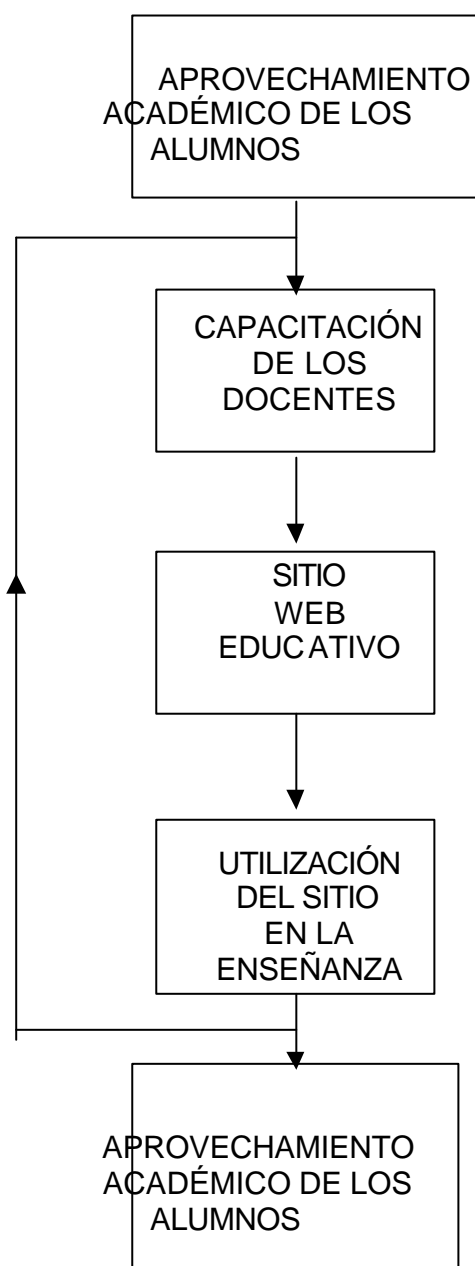 APROVECHAMIENTO
ACADÉMICO DE LOS
ALUMNOS
CAPACITACIÓN
DE LOS
DOCENTES
SITIO
WEB
EDUCATIVO
UTILIZACIÓN
DEL SITIO
EN LA
ENSEÑANZA
APROVECHAMIENTO
ACADÉMICO DE LOS
ALUMNOS